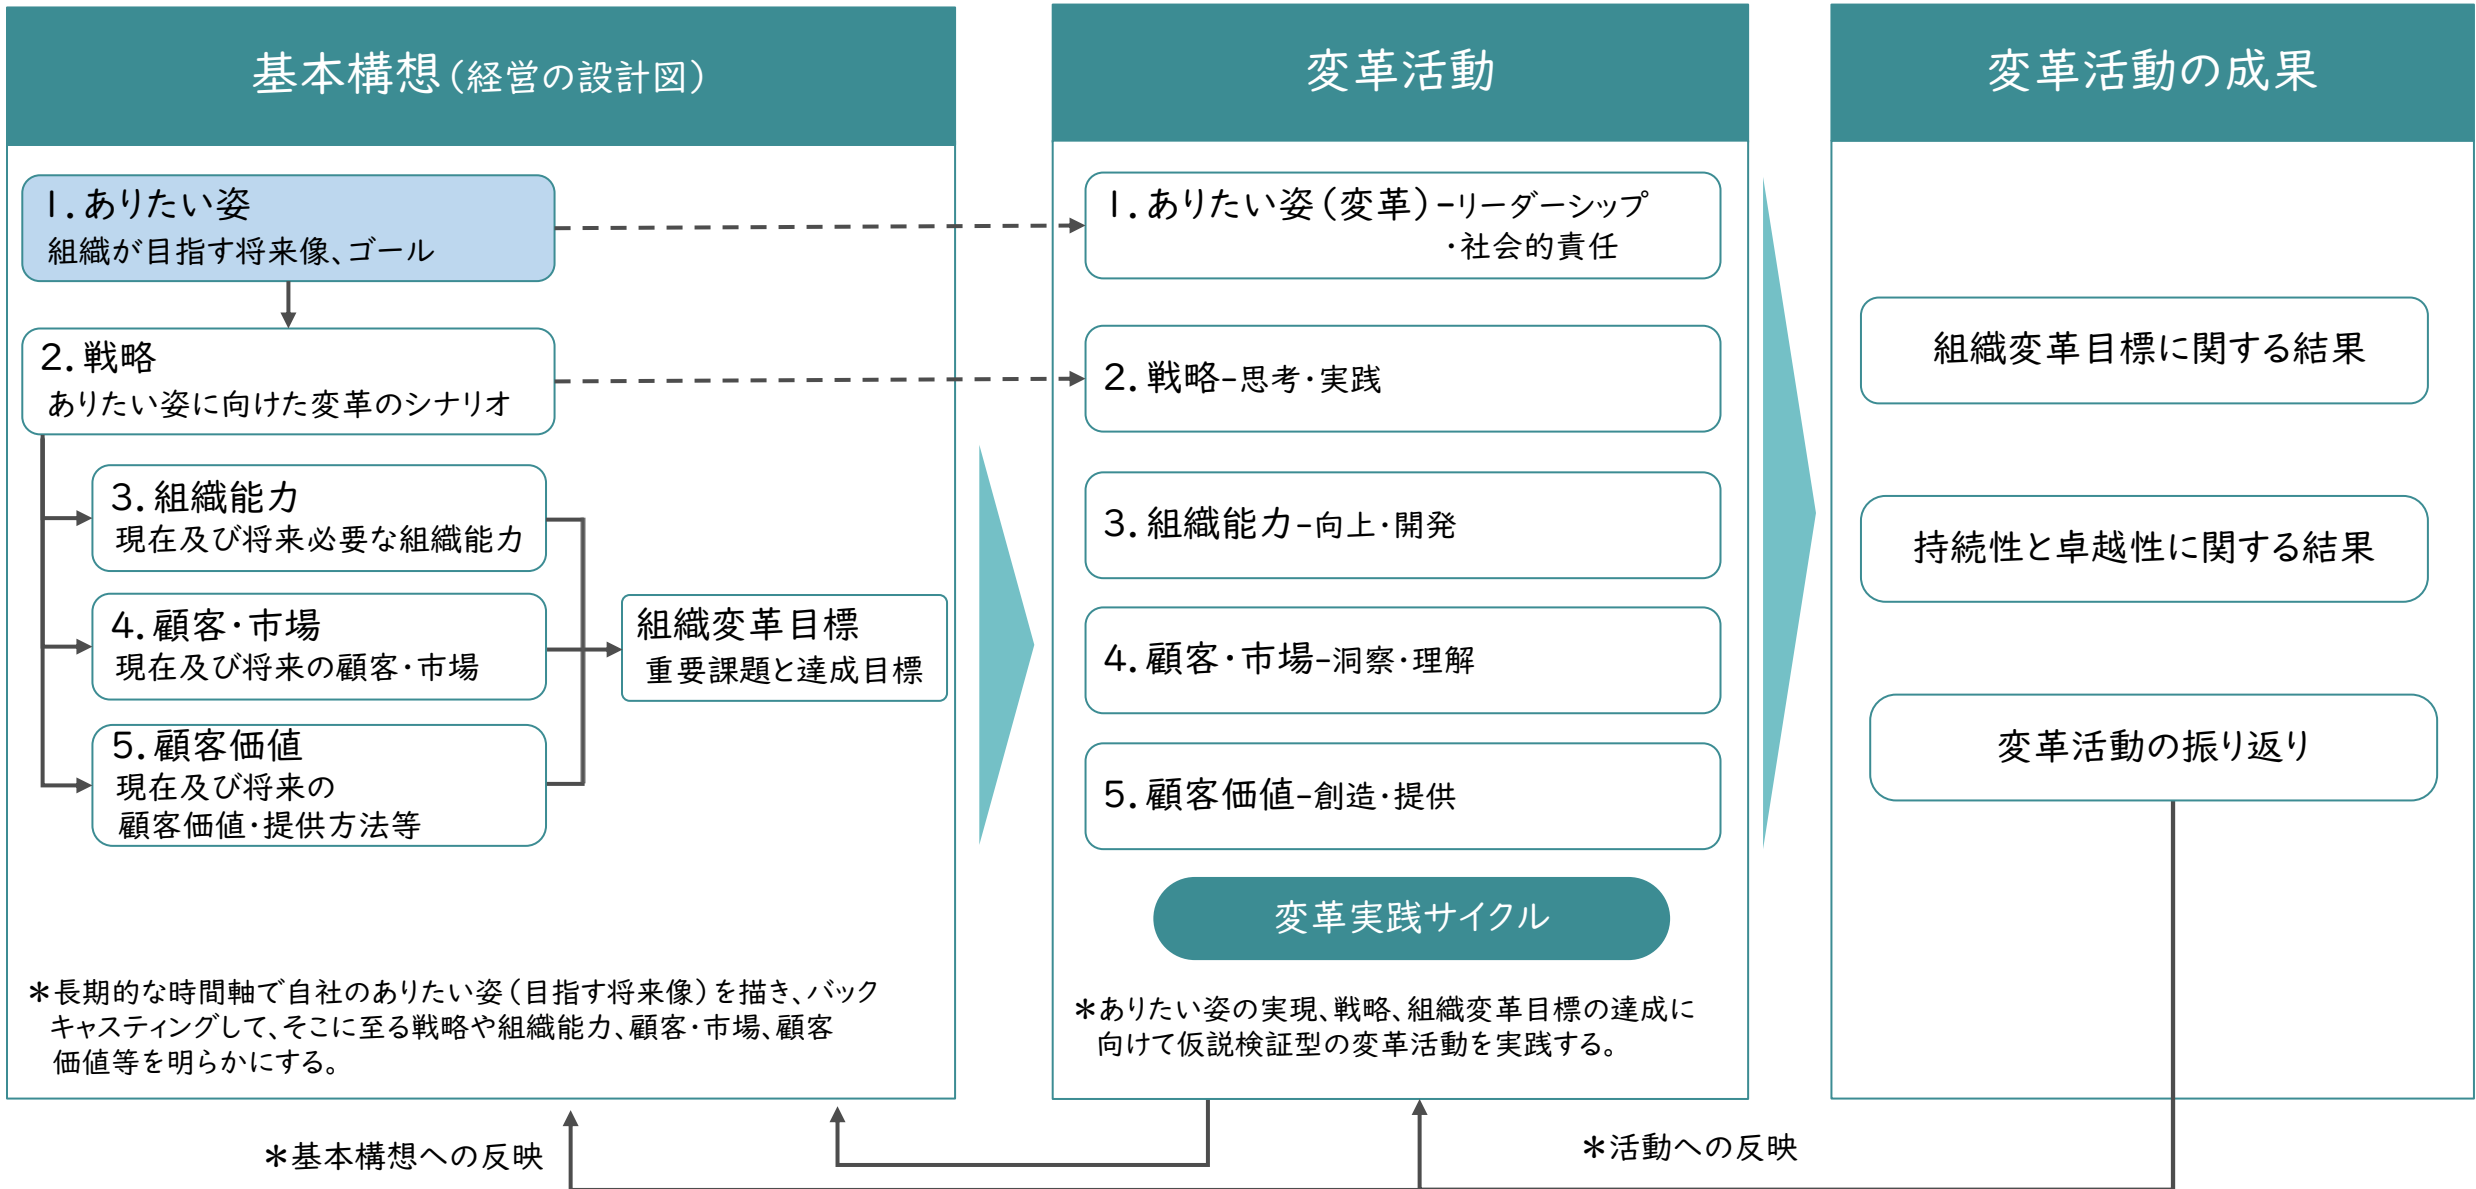 基本構想（経営の設計図）
1.ありたい姿
組織が目指す将来像、ゴール
2.戦略
ありたい姿に向けた変革のシナリオ
3.組織能力
現在及び将来必要な組織能力
4.顧客・市場
現在及び将来の顧客・市場
5.顧客価値
現在及び将来の
顧客価値・提供方法等
組織変革目標
重要課題と達成目標
＊長期的な時間軸で自社のありたい姿（目指す将来像）を描き、バック
キャスティングして、そこに至る戦略や組織能力、顧客・市場、顧客
価値等を明らかにする。
変革活動
1.ありたい姿（変革）-リーダーシップ
・社会的責任
2.戦略-思考・実践
3.組織能力-向上・開発
4.顧客・市場-洞察・理解
5.顧客価値-創造・提供
変革実践サイクル
＊ありたい姿の実現、戦略、組織変革目標の達成に
向けて仮説検証型の変革活動を実践する。
変革活動の成果
組織変革目標に関する結果
持続性と卓越性に関する結果
変革活動の振り返り
＊基本構想への反映
＊活動への反映